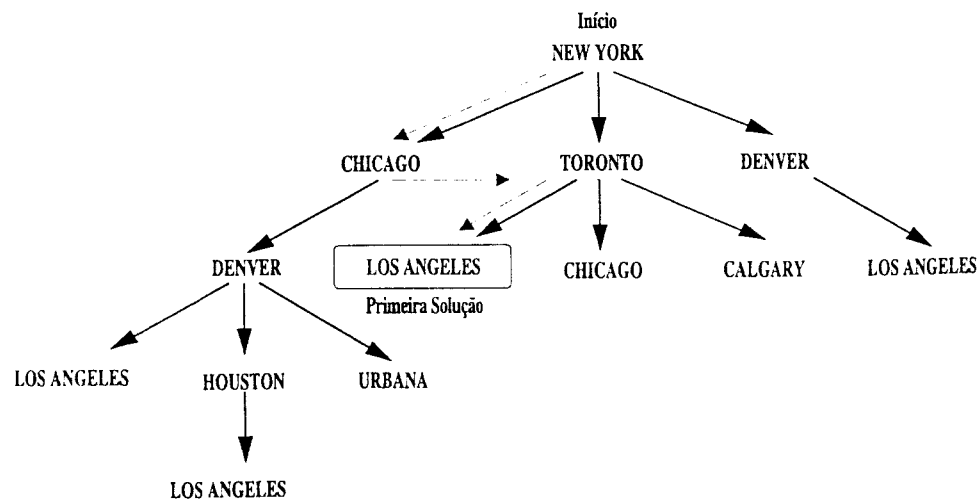 Início
NEW YORK
CHICAGO
TORONTO
DENVER
DENVER
LOS ANGELES
CHICAGO
CALGARY
LOS ANGELES
Primeira Solução
LOS ANGELES
HOUSTON
URBANA
LOS ANGELES